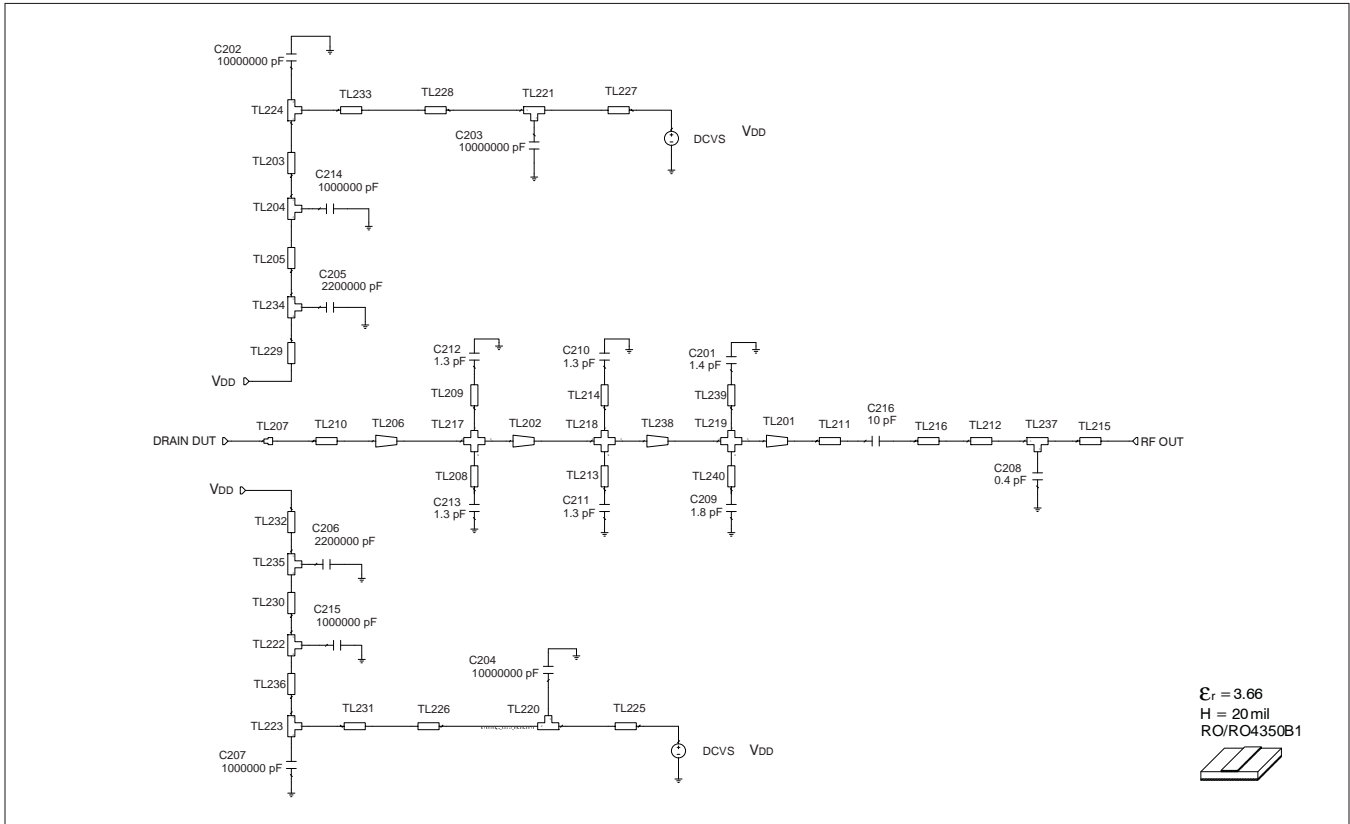 C202
10000000 pF
TL224
TL233
TL228
TL221
TL227
C203
10000000 pF
DCVS
VDD
TL203
C214
1000000 pF
TL204
TL205
C205
2200000 pF
TL234
TL229
VDD
C212
1.3 pF
C210
1.3 pF
C201
1.4 pF
TL209
TL214
TL239
DRAIN DUT
TL207
TL210
TL206
TL217
TL202
TL218
TL238
TL219
TL201
TL211
C216
10 pF
TL216
TL212
TL237
TL215
RF OUT
TL208
TL213
TL240
C208
0.4 pF
C213
1.3 pF
C211
1.3 pF
C209
1.8 pF
VDD
TL232
C206
2200000 pF
TL235
TL230
C215
1000000 pF
TL222
TL236
C204
10000000 pF
TL223
TL231
TL226
TL220
TL225
DCVS
VDD
C207
1000000 pF
εr = 3.66
H = 20 mil
RO/RO4350B1